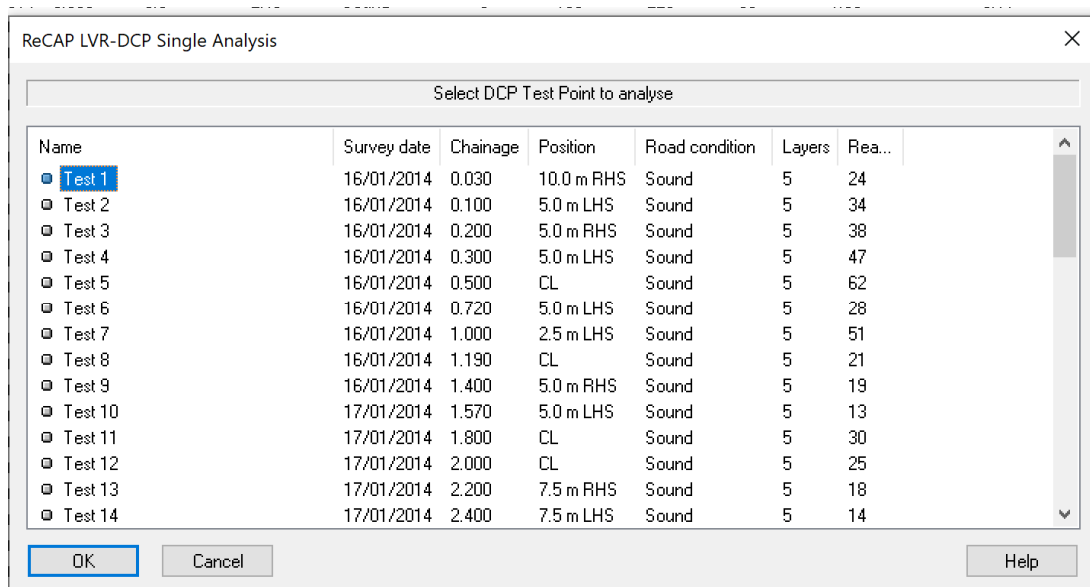 ReCAP LVR-DCP Single Analysis
Select DCP Test Point to analyse
Name Survey date Chainage Position Road condition Layers Rea...
Test 1 16/01/2014 0.030 10.0 m RHS Sound 5 24
Test 2 16/01/2014 0.100 5.0 m LHS Sound 5 34
Test 3 16/01/2014 0.200 5.0 m RHS Sound 5 38
Test 4 16/01/2014 0.300 5.0 m LHS Sound 5 47
Test 5 16/01/2014 0.500 CL Sound 5 62
Test 6 16/01/2014 0.720 5.0 m LHS Sound 5 28
Test 7 16/01/2014 1.000 2.5 m LHS Sound 5 51
Test 8 16/01/2014 1.190 CL Sound 5 21
Test 9 16/01/2014 1.400 5.0 m RHS Sound 5 19
Test 10 17/01/2014 1.570 5.0 m LHS Sound 5 13
Test 11 17/01/2014 1.800 CL Sound 5 30
Test 12 17/01/2014 2.000 CL Sound 5 25
Test 13 17/01/2014 2.200 7.5 m RHS Sound 5 18
Test 14 17/01/2014 2.400 7.5 m LHS Sound 5 14
OK Cancel Help